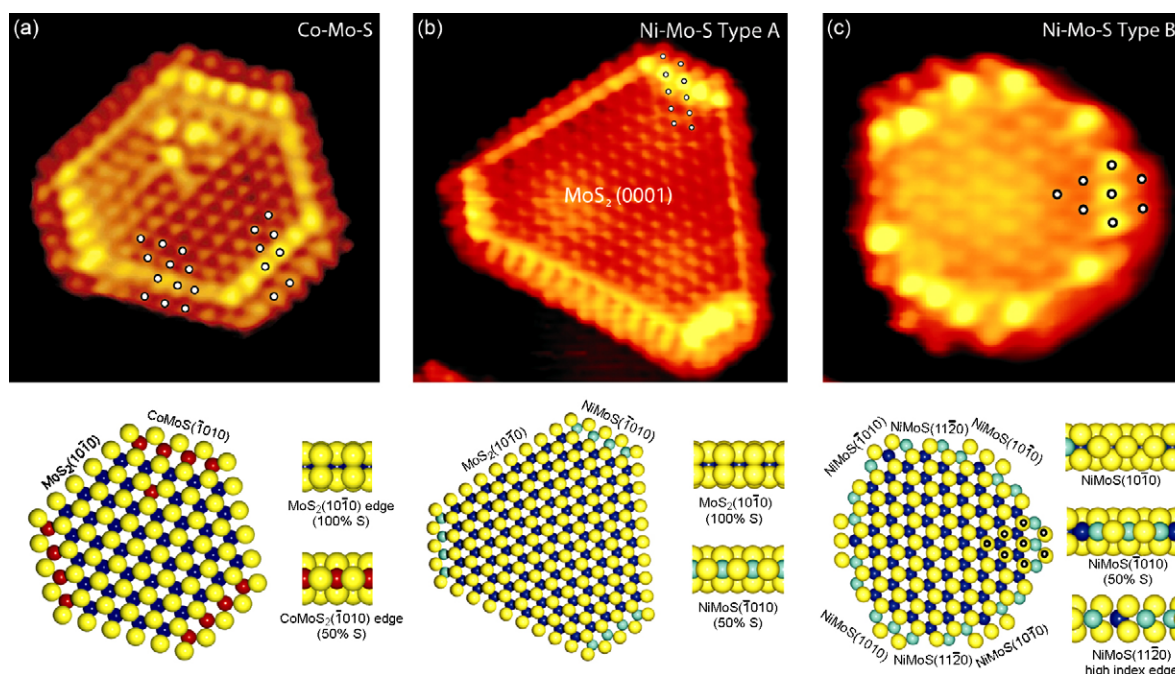 (a) Co-Mo-S
(b) Ni-Mo-S Type A
(c) Ni-Mo-S Type B
MoS₂ (0001)
MoS₂(101̄0)
CoMoS(1̄010)
MoS₂(101̄0) edge
(100% S)
CoMoS₂(1̄010) edge
(50% S)
MoS₂(101̄0)
NiMoS(1̄010)
MoS₂(101̄0)
(100% S)
NiMoS(1̄010)
(50% S)
NiMoS(1̄010)
NiMoS(112̄0)
NiMoS(101̄0)
NiMoS(1010)
NiMoS(112̄0)
NiMoS(101̄0)
NiMoS(101̄0)
NiMoS(1̄010)
(50% S)
NiMoS(112̄0)
high index edge